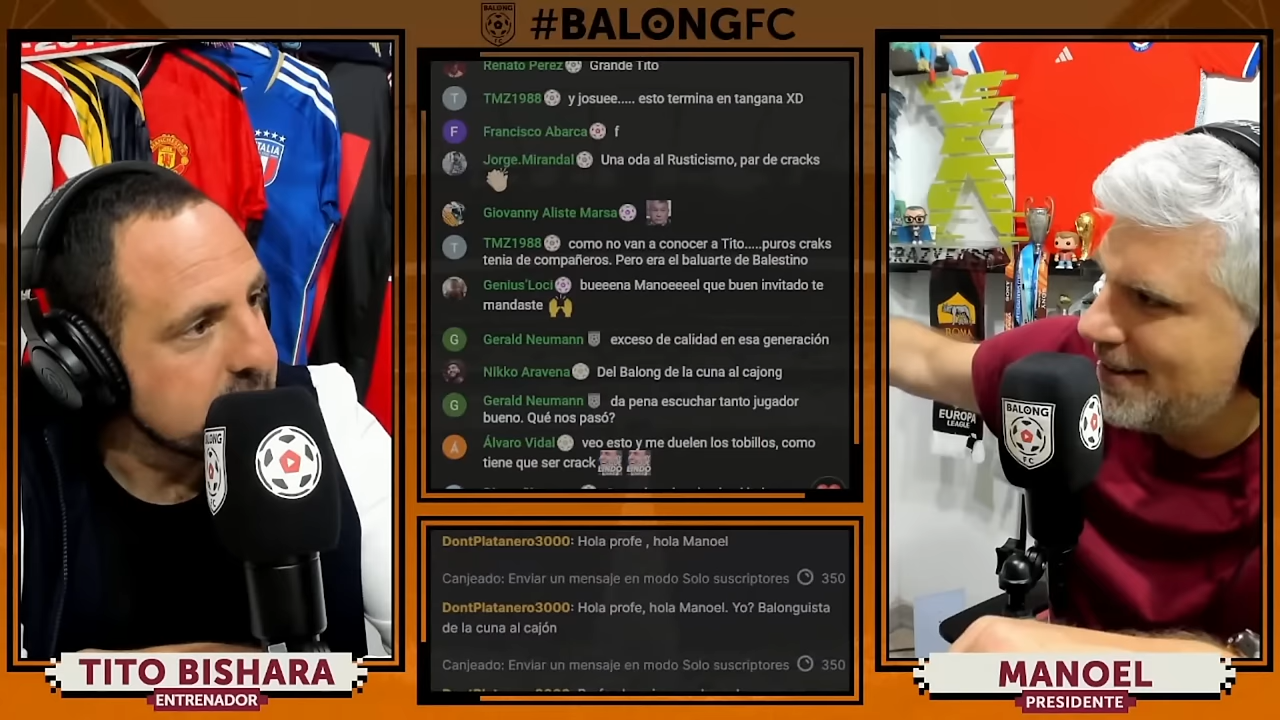 #BALONGFC
BALONG
FC
Renato Perez Grande Tito
T TMZ1988 y josuee..... esto termina en tangana XD
F Francisco Abarca f
Jorge.Mirandal Una oda al Rusticismo, par de cracks
Giovanny Aliste Marsa
T TMZ1988 como no van a conocer a Tito.....puros craks
tenia de compañeros. Pero era el baluarte de Balestino
Genius'Loci bueeena Manoeeeel que buen invitado te
mandaste
G Gerald Neumann exceso de calidad en esa generación
Nikko Aravena Del Balong de la cuna al cajong
G Gerald Neumann da pena escuchar tanto jugador
bueno. Qué nos pasó?
Á Álvaro Vidal veo esto y me duelen los tobillos, como
tiene que ser crack
DontPlatanero3000: Hola profe , hola Manoel
Canjeado: Enviar un mensaje en modo Solo suscriptores 350
DontPlatanero3000: Hola profe, hola Manoel. Yo? Balonguista
de la cuna al cajón
Canjeado: Enviar un mensaje en modo Solo suscriptores 350
ITALIA
ROMA
EUROPA
LEAGUE
BALONG
FC
TITO BISHARA
ENTRENADOR
MANOEL
PRESIDENTE